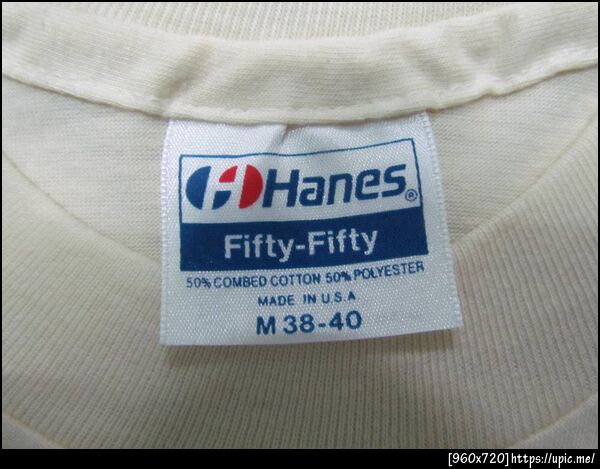 Hanes®
Fifty-Fifty
50% COMBED COTTON 50% POLYESTER
MADE IN U.S.A
M 38-40
[960x720]https://upic.me/